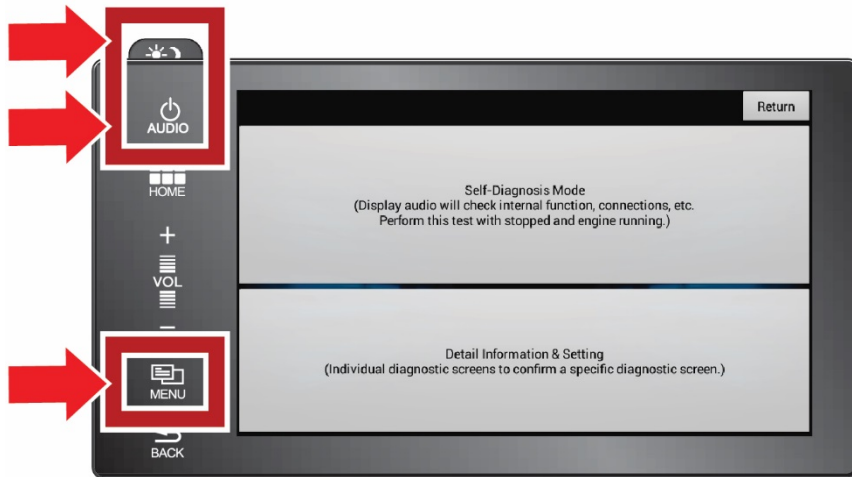 AUDIO
HOME
+
VOL
−
MENU
BACK
Return
Self-Diagnosis Mode
(Display audio will check internal function, connections, etc.
Perform this test with stopped and engine running.)
Detail Information & Setting
(Individual diagnostic screens to confirm a specific diagnostic screen.)